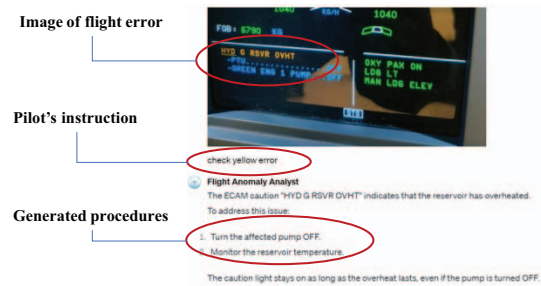 Image of flight error
1040 KG/H 1040
FOB: 6790 KG
HYD G RSVR OVHT
-PTU...............OFF
-GREEN ENG 1 PUMP...OFF
OXY PAX ON
LDG LT
MAN LDG ELEV
Pilot's instruction
check yellow error
Flight Anomaly Analyst
The ECAM caution "HYD G RSVR OVHT" indicates that the reservoir has overheated.
To address this issue:
Generated procedures
1. Turn the affected pump OFF.
Monitor the reservoir temperature.
The caution light stays on as long as the overheat lasts, even if the pump is turned OFF.